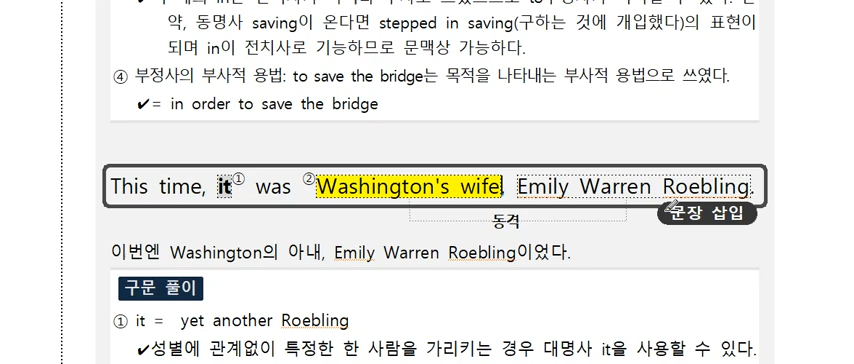 약, 동명사 saving이 온다면 stepped in saving(구하는 것에 개입했다)의 표현이
되며 in이 전치사로 기능하므로 문맥상 가능하다.
④ 부정사의 부사적 용법: to save the bridge는 목적을 나타내는 부사적 용법으로 쓰였다.
✔= in order to save the bridge
This time, it① was ②Washington's wife, Emily Warren Roebling.
동격
문장 삽입
이번엔 Washington의 아내, Emily Warren Roebling이었다.
구문 풀이
① it = yet another Roebling
✔성별에 관계없이 특정한 한 사람을 가리키는 경우 대명사 it을 사용할 수 있다.